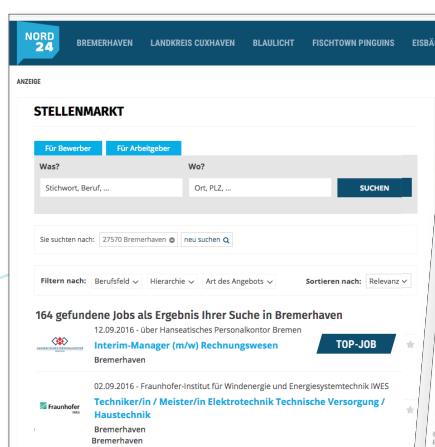 NORD
24
BREMERHAVEN LANDKREIS CUXHAVEN BLAULICHT FISCHTOWN PINGUINS
ANZEIGE
STELLENMARKT
Für Bewerber Für Arbeitgeber
Was? Wo?
Stichwort, Beruf, ... Ort, PLZ, ... SUCHEN
Sie suchten nach: 27570 Bremerhaven neu suchen
Filtern nach: Berufsfeld Hierarchie Art des Angebots Sortieren nach: Relevanz
164 gefundene Jobs als Ergebnis Ihrer Suche in Bremerhaven
12.09.2016 - über Hanseatisches Personalkontor Bremen
Interim-Manager (m/w) Rechnungswesen TOP-JOB
Bremerhaven
02.09.2016 - Fraunhofer-Institut für Windenergie und Energiesystemtechnik IWES
Fraunhofer
Techniker/in / Meister/in Elektrotechnik Technische Versorgung /
Haustechnik
Bremerhaven
Bremerhaven